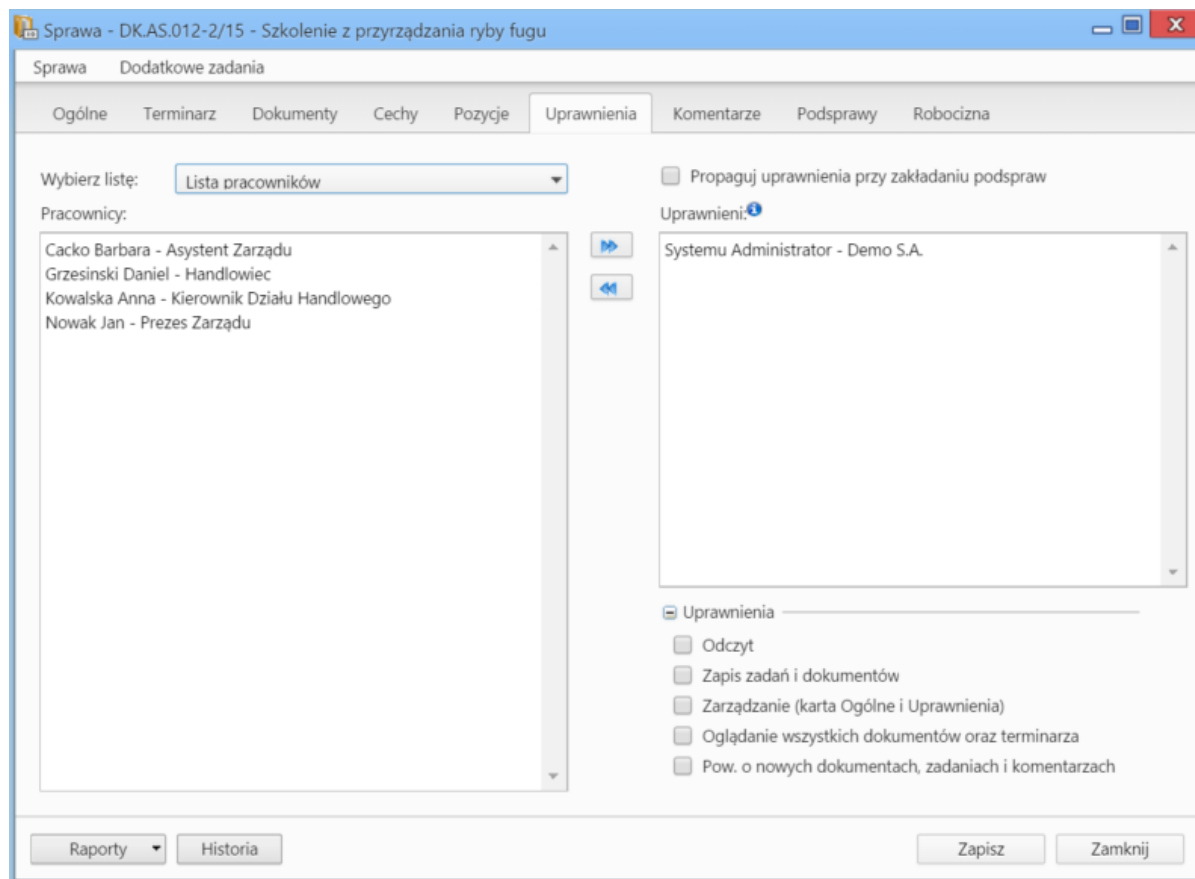 Sprawa - DK.AS.012-2/15 - Szkolenie z przyrządzania ryby fugu
Sprawa Dodatkowe zadania
Ogólne Terminarz Dokumenty Cechy Pozycje Uprawnienia Komentarze Podsprawy Robocizna
Wybierz listę: Lista pracowników
Propaguj uprawnienia przy zakładaniu podspraw
Pracownicy:
Cacko Barbara - Asystent Zarządu
Grzesinski Daniel - Handlowiec
Kowalska Anna - Kierownik Działu Handlowego
Nowak Jan - Prezes Zarządu
Uprawnieni:
Systemu Administrator - Demo S.A.
Uprawnienia
Odczyt
Zapis zadań i dokumentów
Zarządzanie (karta Ogólne i Uprawnienia)
Oglądanie wszystkich dokumentów oraz terminarza
Pow. o nowych dokumentach, zadaniach i komentarzach
Raporty Historia Zapisz Zamknij